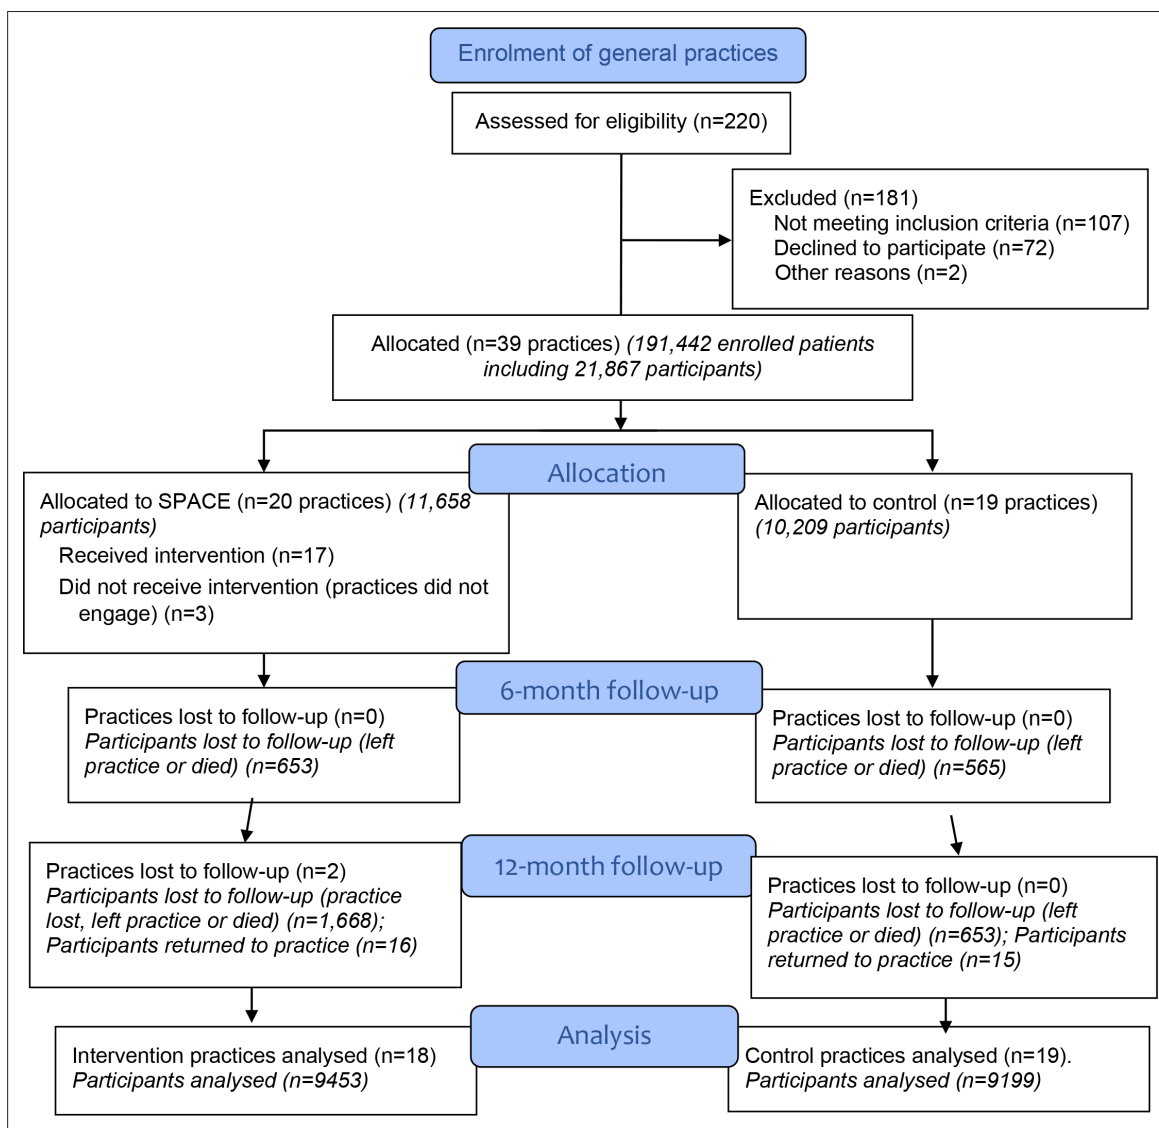 Enrolment of general practices
Assessed for eligibility (n=220)
Excluded (n=181)
Not meeting inclusion criteria (n=107)
Declined to participate (n=72)
Other reasons (n=2)
Allocated (n=39 practices) (191,442 enrolled patients
including 21,867 participants)
Allocation
Allocated to SPACE (n=20 practices) (11,658
participants)
Received intervention (n=17)
Did not receive intervention (practices did not
engage) (n=3)
Allocated to control (n=19 practices)
(10,209 participants)
6-month follow-up
Practices lost to follow-up (n=0)
Participants lost to follow-up (left
practice or died) (n=653)
Practices lost to follow-up (n=0)
Participants lost to follow-up (left
practice or died) (n=565)
12-month follow-up
Practices lost to follow-up (n=2)
Participants lost to follow-up (practice
lost, left practice or died) (n=1,668);
Participants returned to practice (n=16)
Practices lost to follow-up (n=0)
Participants lost to follow-up (left
practice or died) (n=653); Participants
returned to practice (n=15)
Analysis
Intervention practices analysed (n=18)
Participants analysed (n=9453)
Control practices analysed (n=19).
Participants analysed (n=9199)